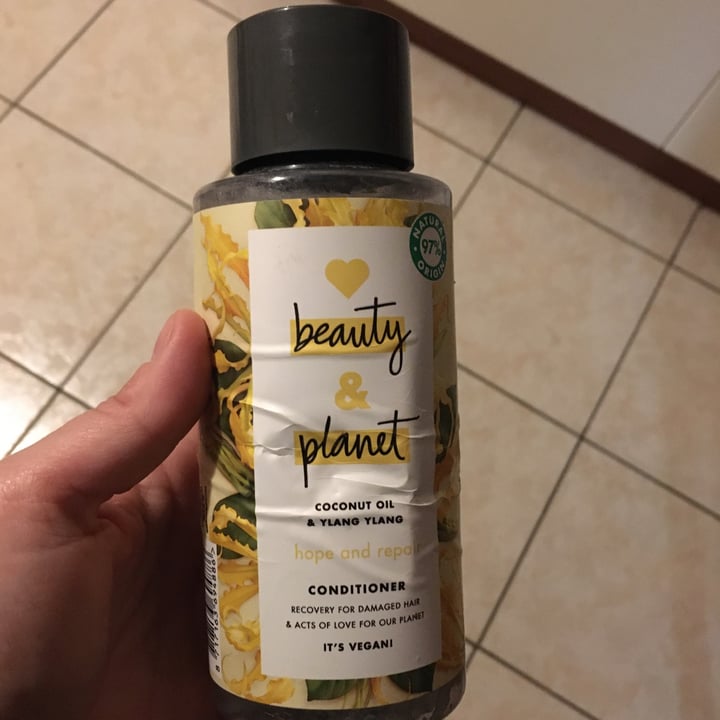 NATURAL
97%
ORIGIN
beauty
&
planet
COCONUT OIL
& YLANG YLANG
hope and repair
CONDITIONER
RECOVERY FOR DAMAGED HAIR
& ACTS OF LOVE FOR OUR PLANET
IT'S VEGAN!